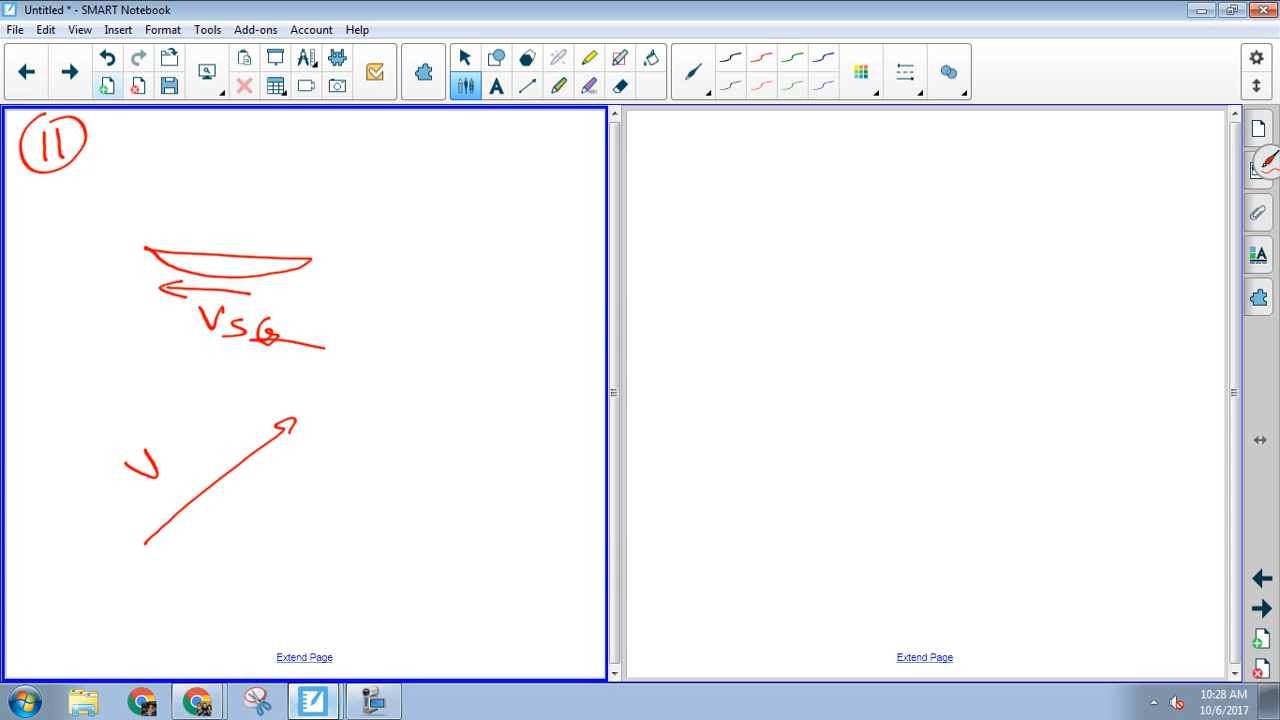 Untitled * - SMART Notebook
File Edit View Insert Format Tools Add-ons Account Help
11
VSG
V
Extend Page
Extend Page
10:28 AM
10/6/2017